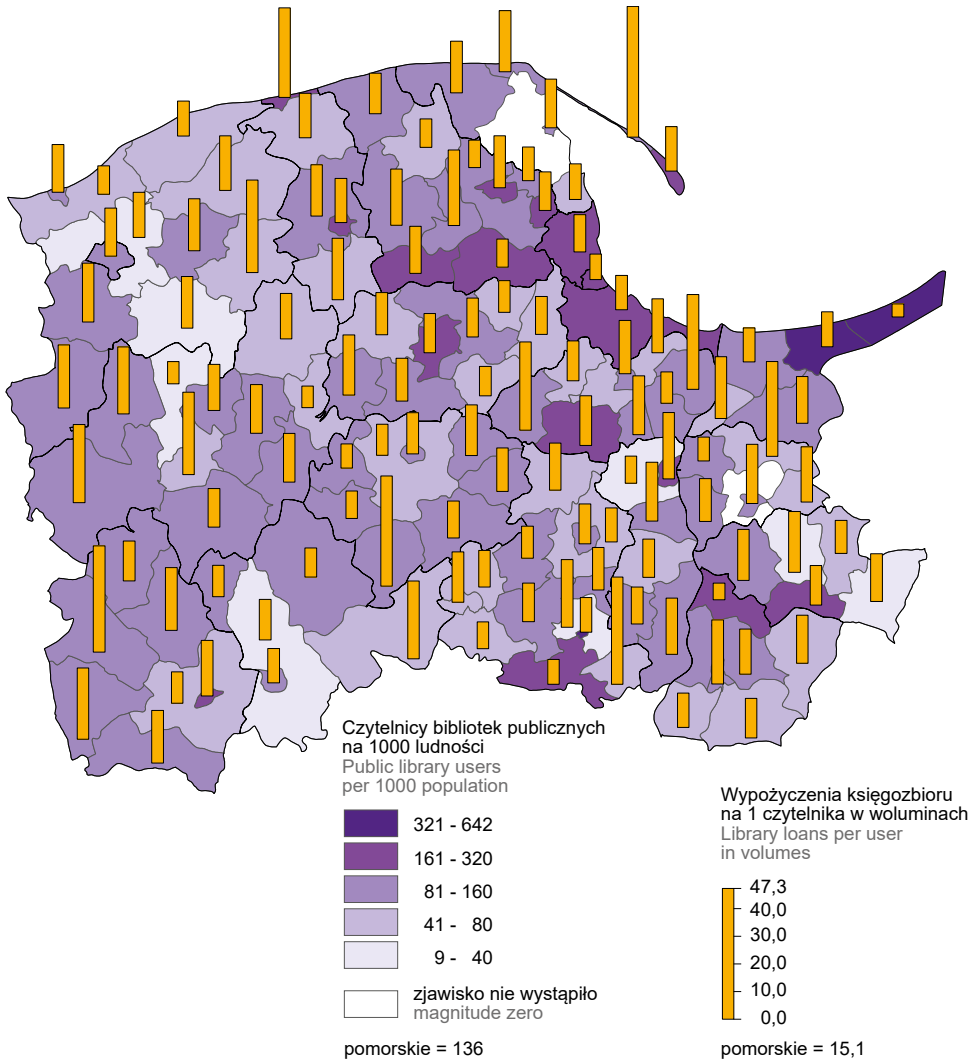 Czytelnicy bibliotek publicznych
na 1000 ludności
Public library users
per 1000 population
321 - 642
161 - 320
81 - 160
41 - 80
9 - 40
zjawisko nie wystąpiło
magnitude zero
pomorskie = 136
Wypożyczenia księgozbioru
na 1 czytelnika w woluminach
Library loans per user
in volumes
47,3
40,0
30,0
20,0
10,0
0,0
pomorskie = 15,1